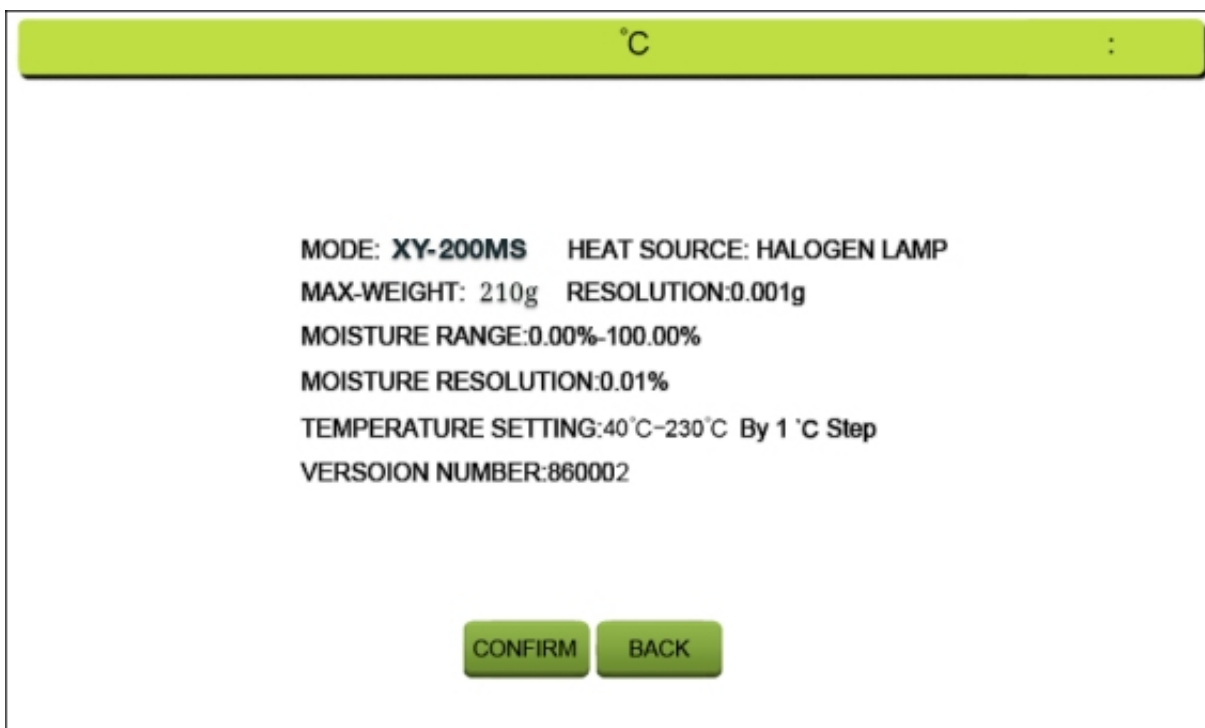 °C :
MODE: XY-200MS HEAT SOURCE: HALOGEN LAMP
MAX-WEIGHT: 210g RESOLUTION:0.001g
MOISTURE RANGE:0.00%-100.00%
MOISTURE RESOLUTION:0.01%
TEMPERATURE SETTING:40°C-230°C By 1 °C Step
VERSOION NUMBER:860002
CONFIRM BACK